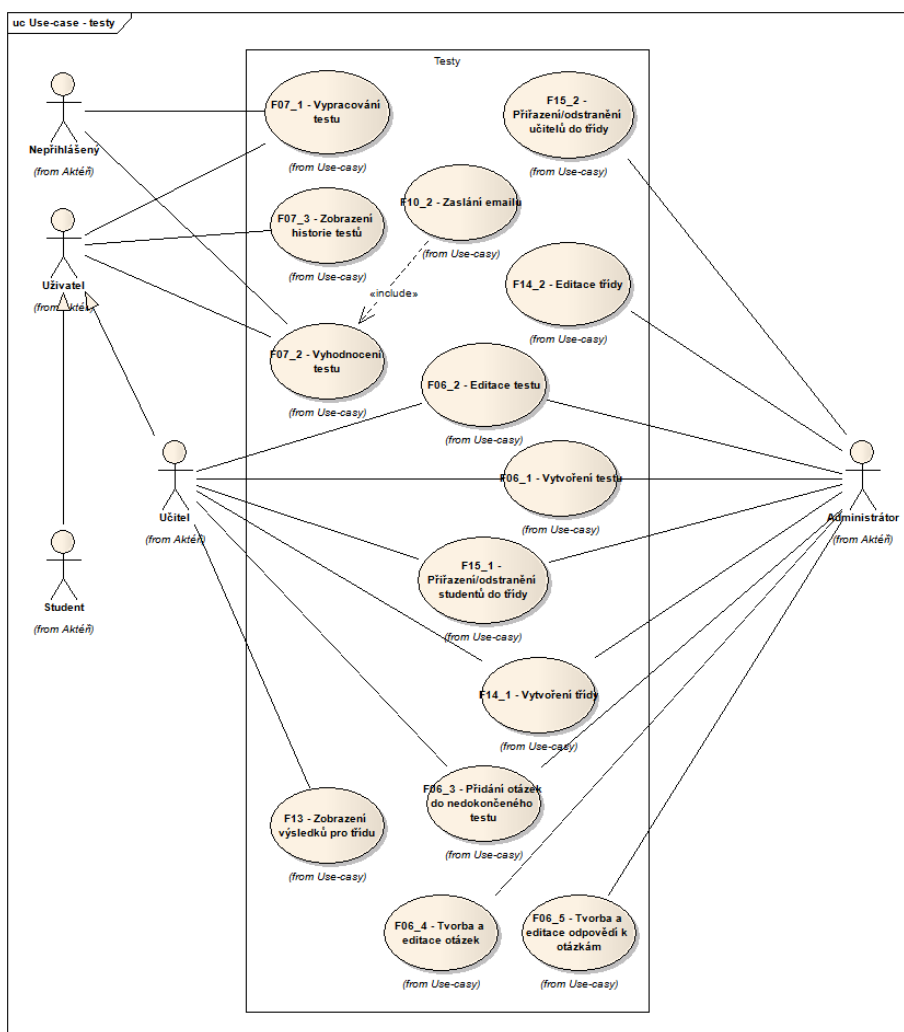 uc Use-case - testy
Testy
Nepřihlášený
(from Aktéři)
F07_1 - Vypracování
testu
(from Use-casy)
F15_2 -
Přiřazení/odstranění
učitelů do třídy
(from Use-casy)
Uživatel
(from Aktéři)
F07_3 - Zobrazení
historie testů
(from Use-casy)
F10_2 - Zaslání emailu
(from Use-casy)
«include»
F14_2 - Editace třídy
(from Use-casy)
F07_2 - Vyhodnocení
testu
(from Use-casy)
F06_2 - Editace testu
(from Use-casy)
Učitel
(from Aktéři)
F06_1 - Vytvoření testu
(from Use-casy)
Administrátor
(from Aktéři)
Student
(from Aktéři)
F15_1 -
Přiřazení/odstranění
studentů do třídy
(from Use-casy)
F14_1 - Vytvoření třídy
(from Use-casy)
F06_3 - Přidání otázek
do nedokončeného
testu
(from Use-casy)
F13 - Zobrazení
výsledků pro třídu
(from Use-casy)
F06_4 - Tvorba a
editace otázek
(from Use-casy)
F06_5 - Tvorba a
editace odpovědí k
otázkám
(from Use-casy)